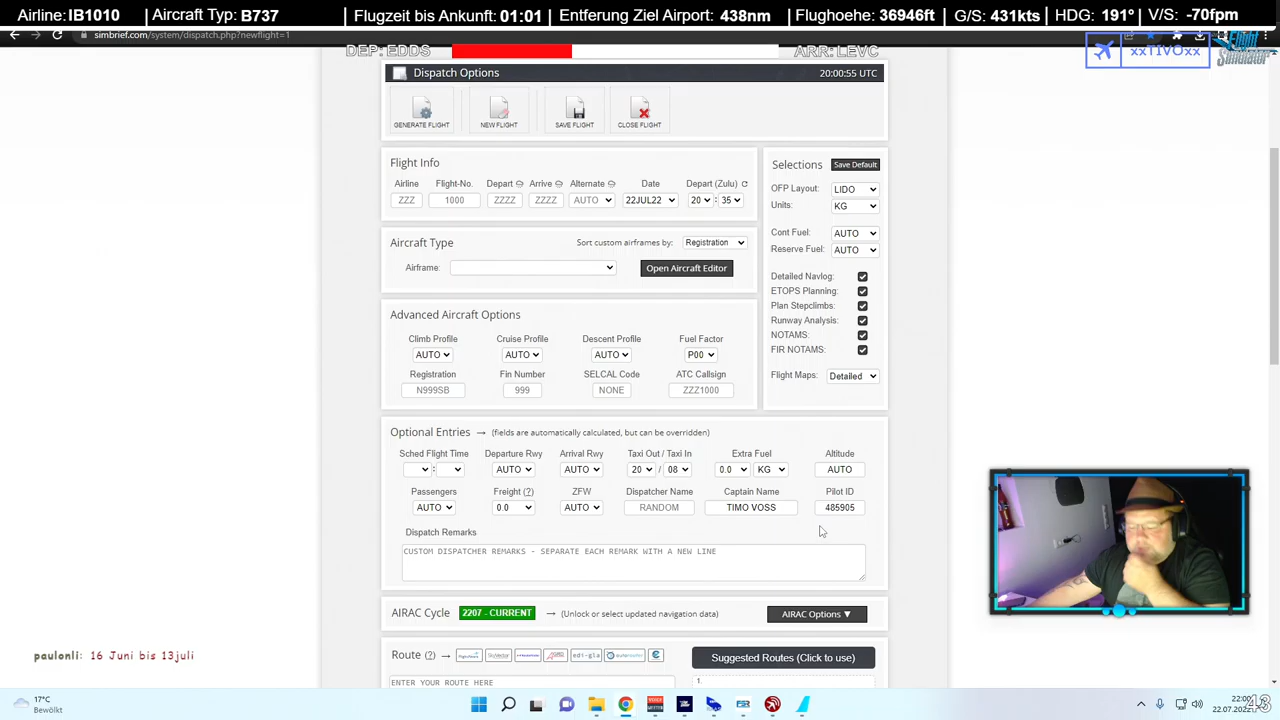 Airline: IB1010 Aircraft Typ: B737 Flugzeit bis Ankunft: 01:01 Entferung Ziel Airport: 438nm Flughoehe: 36946ft G/S: 431kts HDG: 191° V/S: -70fpm
simbrief.com/system/dispatch.php?newflight=1
DEP: EDDS ARR: LEVC
xxTIVOxx
Flight Simulator
Dispatch Options 20:00:55 UTC
GENERATE FLIGHT NEW FLIGHT SAVE FLIGHT CLOSE FLIGHT
Flight Info
Airline Flight-No. Depart Arrive Alternate Date Depart (Zulu)
ZZZ 1000 ZZZZ ZZZZ AUTO 22JUL22 20 : 35
Selections Save Default
OFP Layout: LIDO
Units: KG
Cont Fuel: AUTO
Reserve Fuel: AUTO
Detailed Navlog:
ETOPS Planning:
Plan Stepclimbs:
Runway Analysis:
NOTAMS:
FIR NOTAMS:
Flight Maps: Detailed
Aircraft Type Sort custom airframes by: Registration
Airframe: Open Aircraft Editor
Advanced Aircraft Options
Climb Profile Cruise Profile Descent Profile Fuel Factor
AUTO AUTO AUTO P00
Registration Fin Number SELCAL Code ATC Callsign
N999SB 999 NONE ZZZ1000
Optional Entries → (fields are automatically calculated, but can be overridden)
Sched Flight Time Departure Rwy Arrival Rwy Taxi Out / Taxi In Extra Fuel Altitude
: AUTO AUTO 20 / 08 0.0 KG AUTO
Passengers Freight (?) ZFW Dispatcher Name Captain Name Pilot ID
AUTO 0.0 AUTO RANDOM TIMO VOSS 485905
Dispatch Remarks
CUSTOM DISPATCHER REMARKS - SEPARATE EACH REMARK WITH A NEW LINE
AIRAC Cycle 2207 - CURRENT → (Unlock or select updated navigation data) AIRAC Options ▼
Route (?) → edi-gla Suggested Routes (Click to use)
ENTER YOUR ROUTE HERE 1.
paulonli: 16 Juni bis 13juli
17°C
Bewölkt
22.07.2022
43